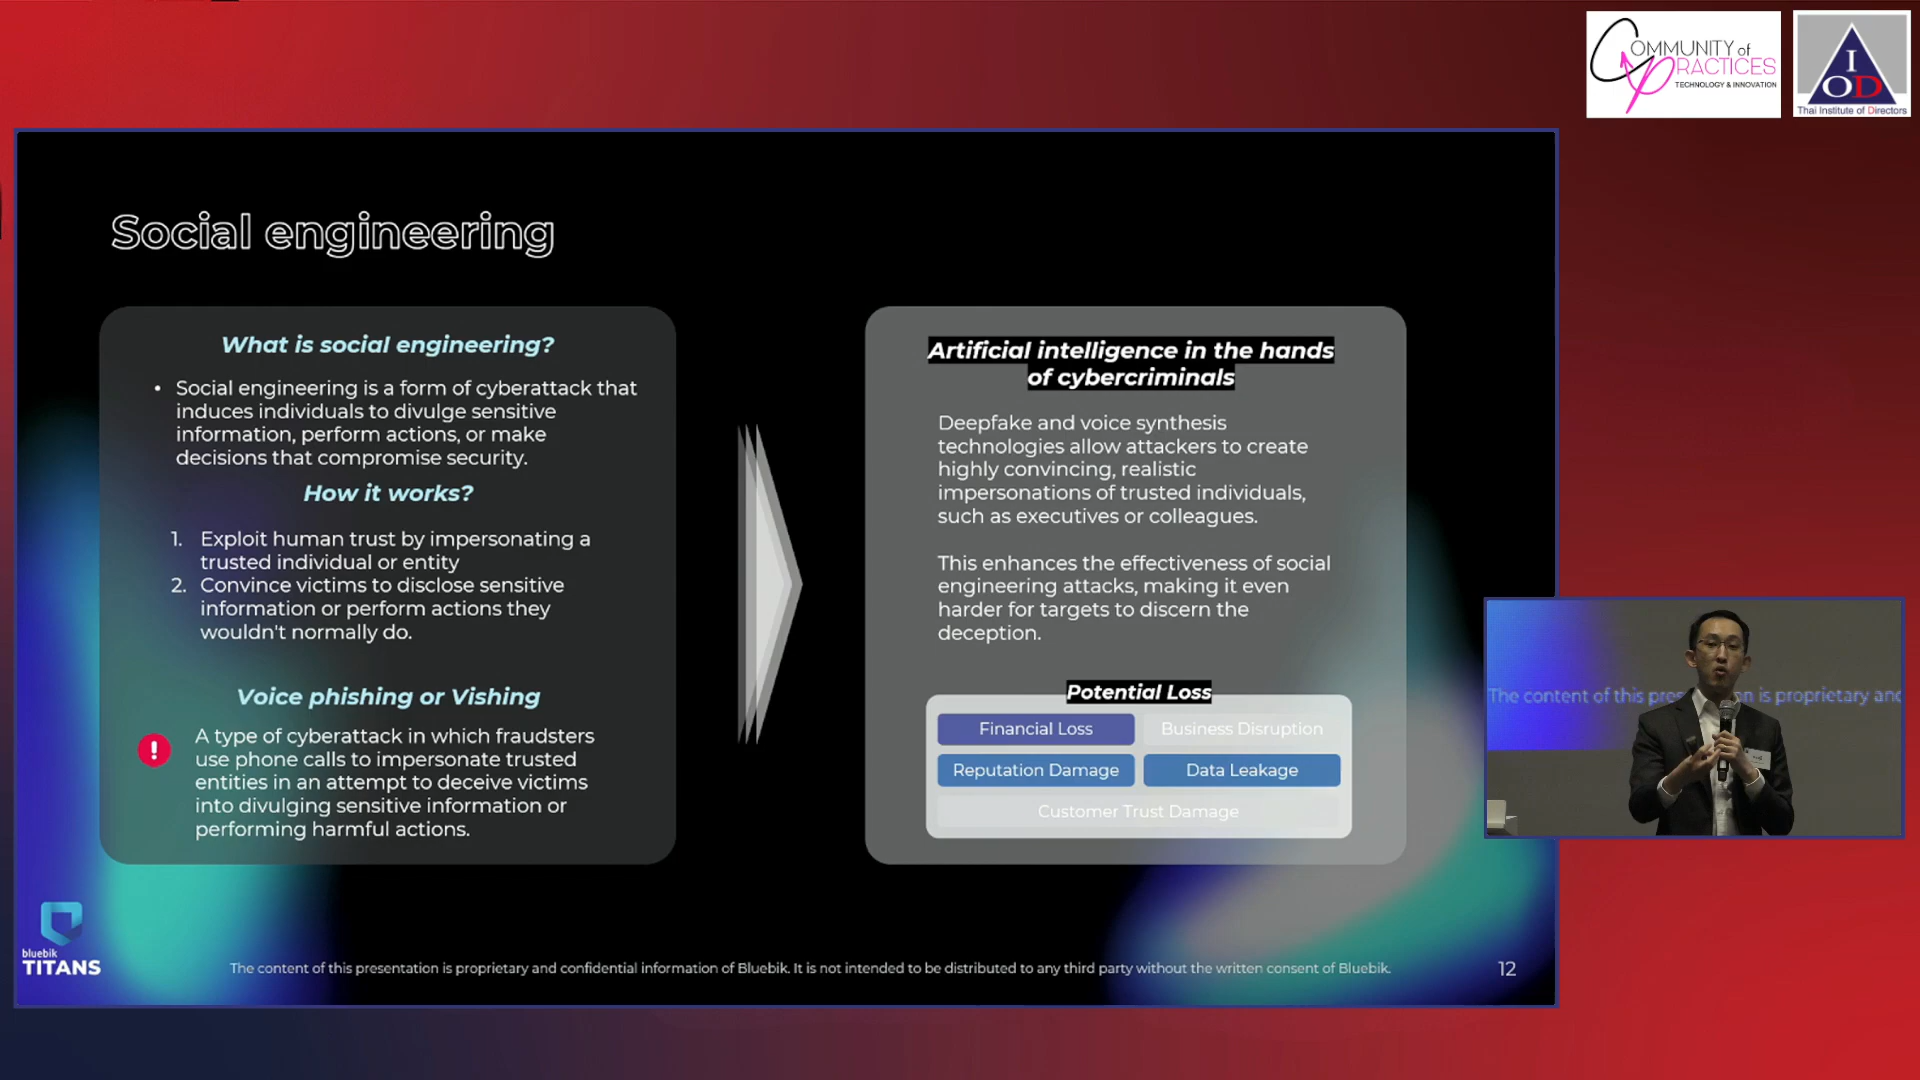 COMMUNITY of
PRACTICES
TECHNOLOGY & INNOVATION
IOD
Thai Institute of Directors
Social engineering
What is social engineering?
• Social engineering is a form of cyberattack that
induces individuals to divulge sensitive
information, perform actions, or make
decisions that compromise security.
How it works?
1. Exploit human trust by impersonating a
trusted individual or entity
2. Convince victims to disclose sensitive
information or perform actions they
wouldn't normally do.
Voice phishing or Vishing
!
A type of cyberattack in which fraudsters
use phone calls to impersonate trusted
entities in an attempt to deceive victims
into divulging sensitive information or
performing harmful actions.
Artificial intelligence in the hands
of cybercriminals
Deepfake and voice synthesis
technologies allow attackers to create
highly convincing, realistic
impersonations of trusted individuals,
such as executives or colleagues.
This enhances the effectiveness of social
engineering attacks, making it even
harder for targets to discern the
deception.
Potential Loss
Financial Loss
Business Disruption
Reputation Damage
Data Leakage
Customer Trust Damage
The content of this pres on is proprietary and
bluebik
TITANS
The content of this presentation is proprietary and confidential information of Bluebik. It is not intended to be distributed to any third party without the written consent of Bluebik.
12